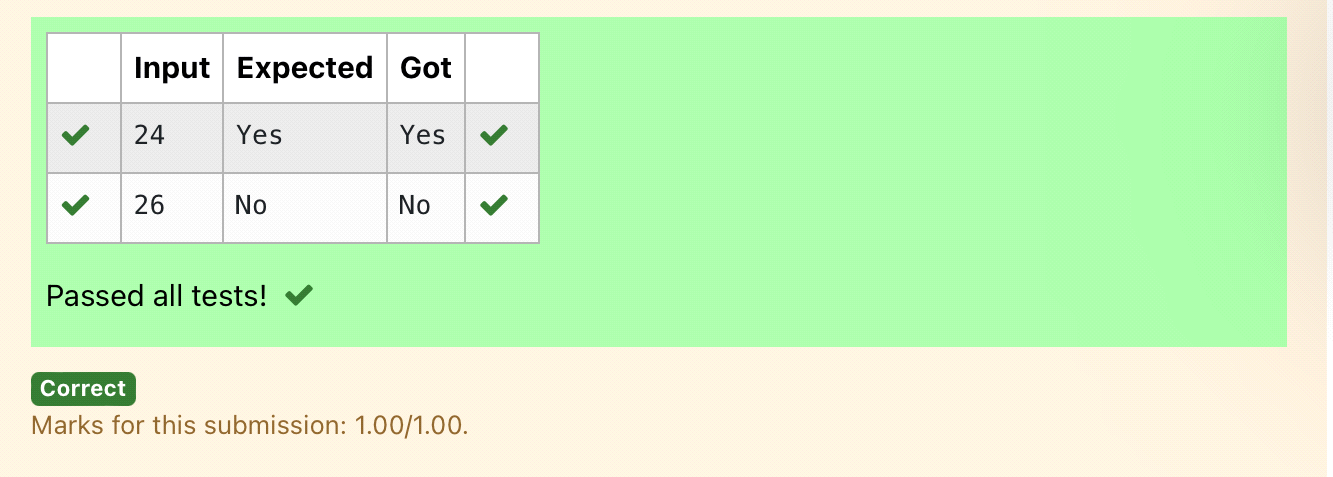 Input Expected Got
24 Yes Yes
26 No No
Passed all tests!
Correct
Marks for this submission: 1.00/1.00.